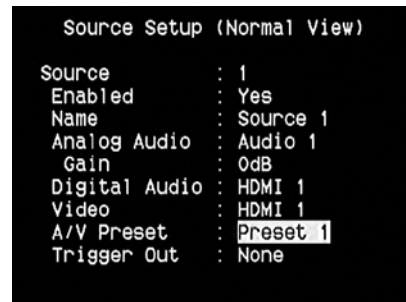 Source Setup (Normal View)
Source : 1
Enabled : Yes
Name : Source 1
Analog Audio : Audio 1
Gain : 0dB
Digital Audio : HDMI 1
Video : HDMI 1
A/V Preset : Preset 1
Trigger Out : None